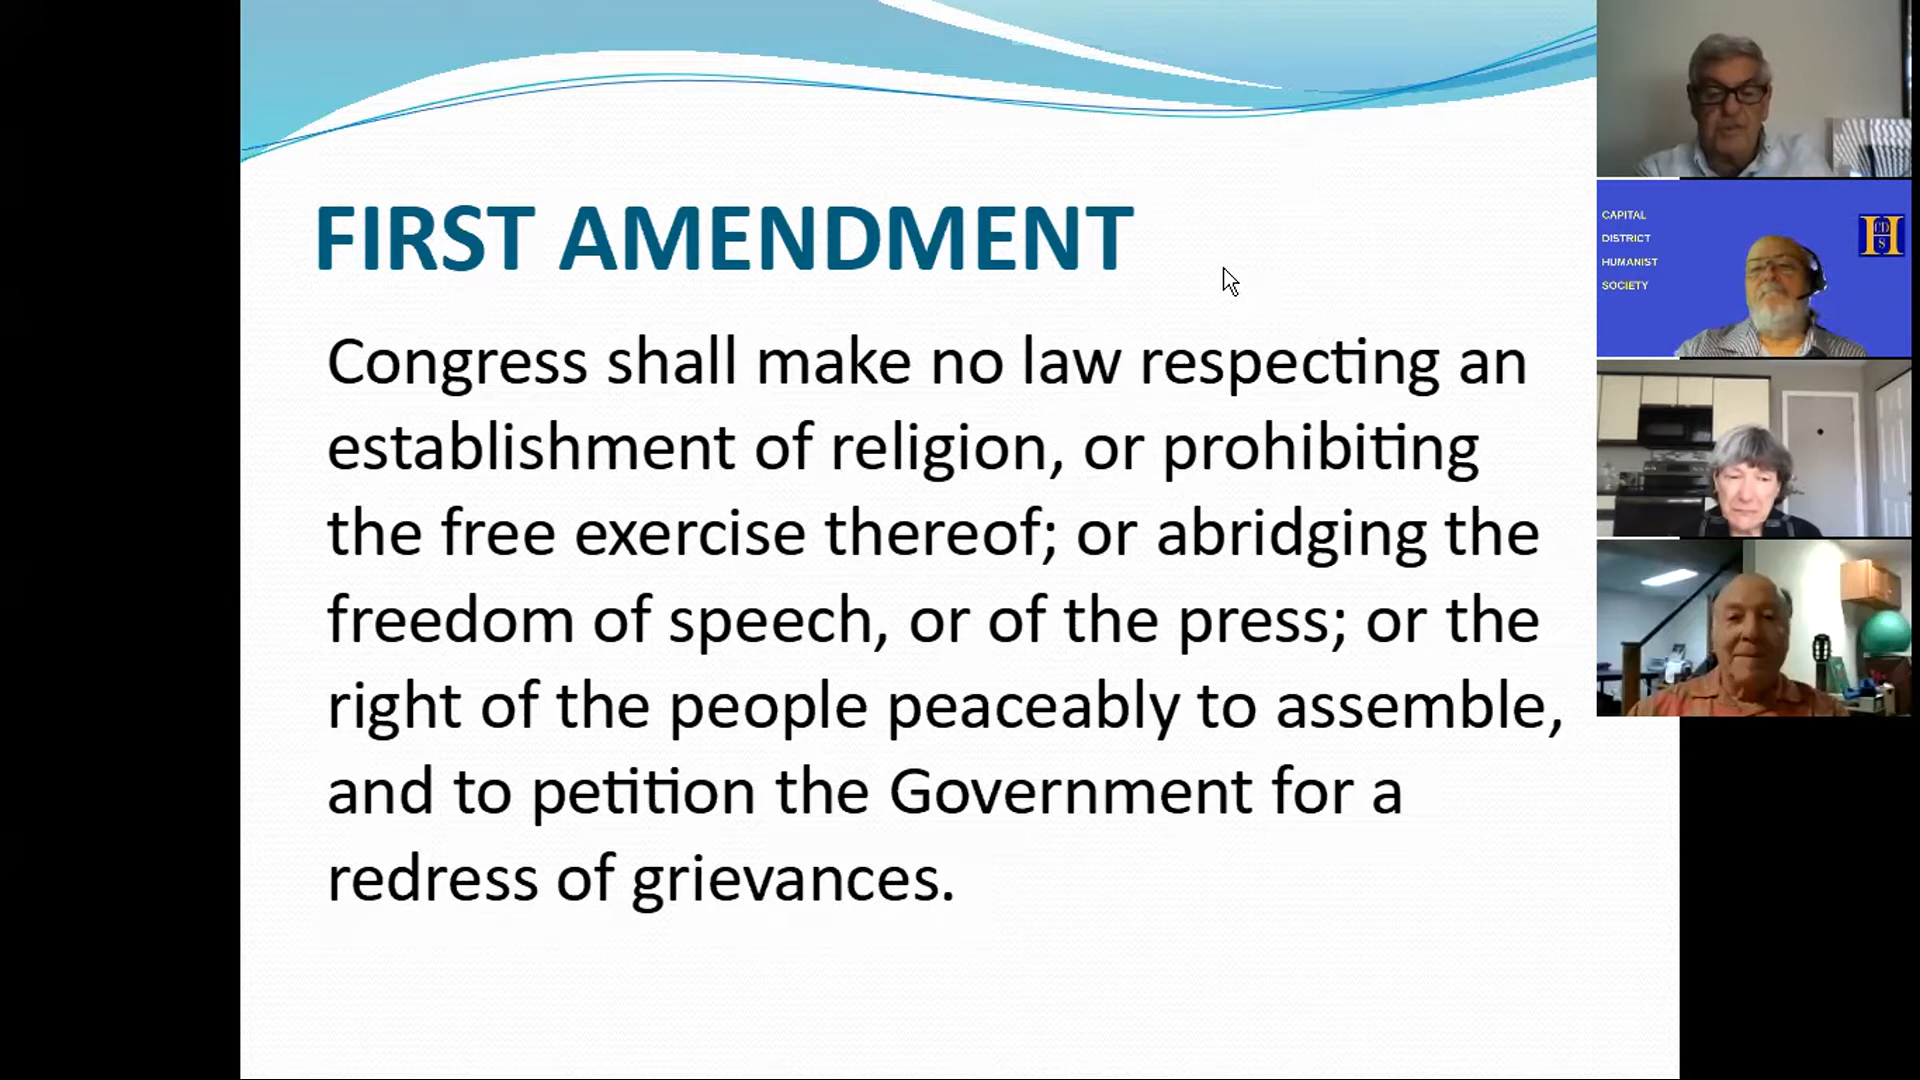 FIRST AMENDMENT
Congress shall make no law respecting an
establishment of religion, or prohibiting
the free exercise thereof; or abridging the
freedom of speech, or of the press; or the
right of the people peaceably to assemble,
and to petition the Government for a
redress of grievances.
CAPITAL
DISTRICT
HUMANIST
SOCIETY
H
CD
S